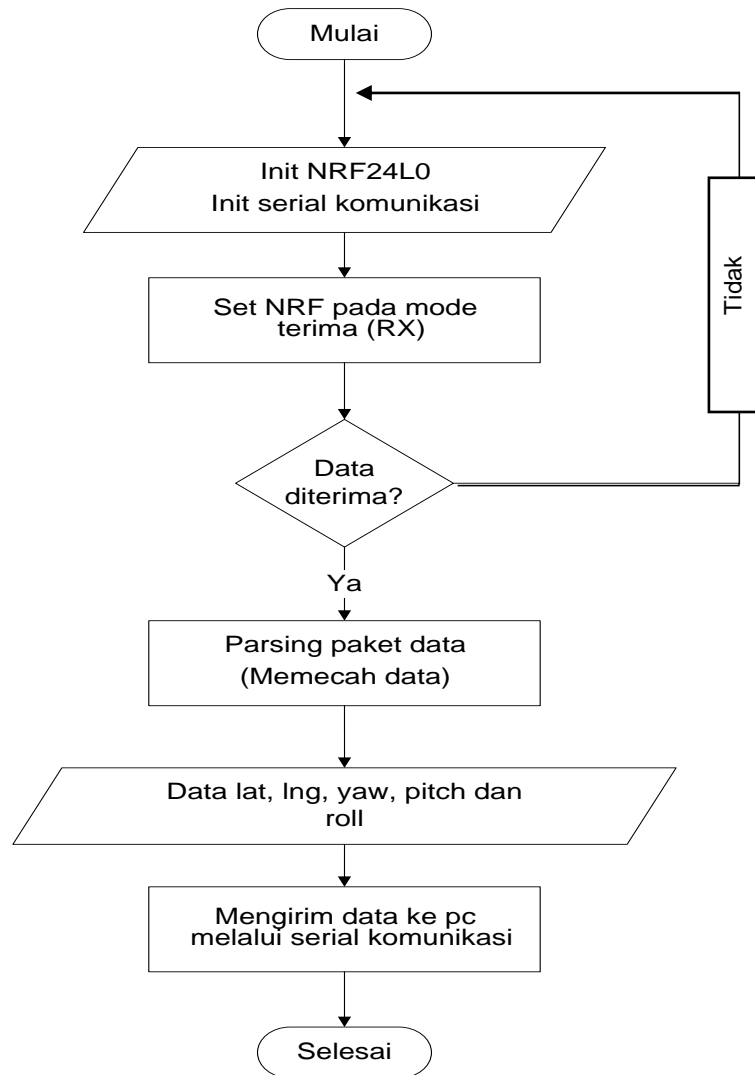 Mulai
Init NRF24L0
Init serial komunikasi
Set NRF pada mode
terima (RX)
Tidak
Data
diterima?
Ya
Parsing paket data
(Memecah data)
Data lat, lng, yaw, pitch dan
roll
Mengirim data ke pc
melalui serial komunikasi
Selesai